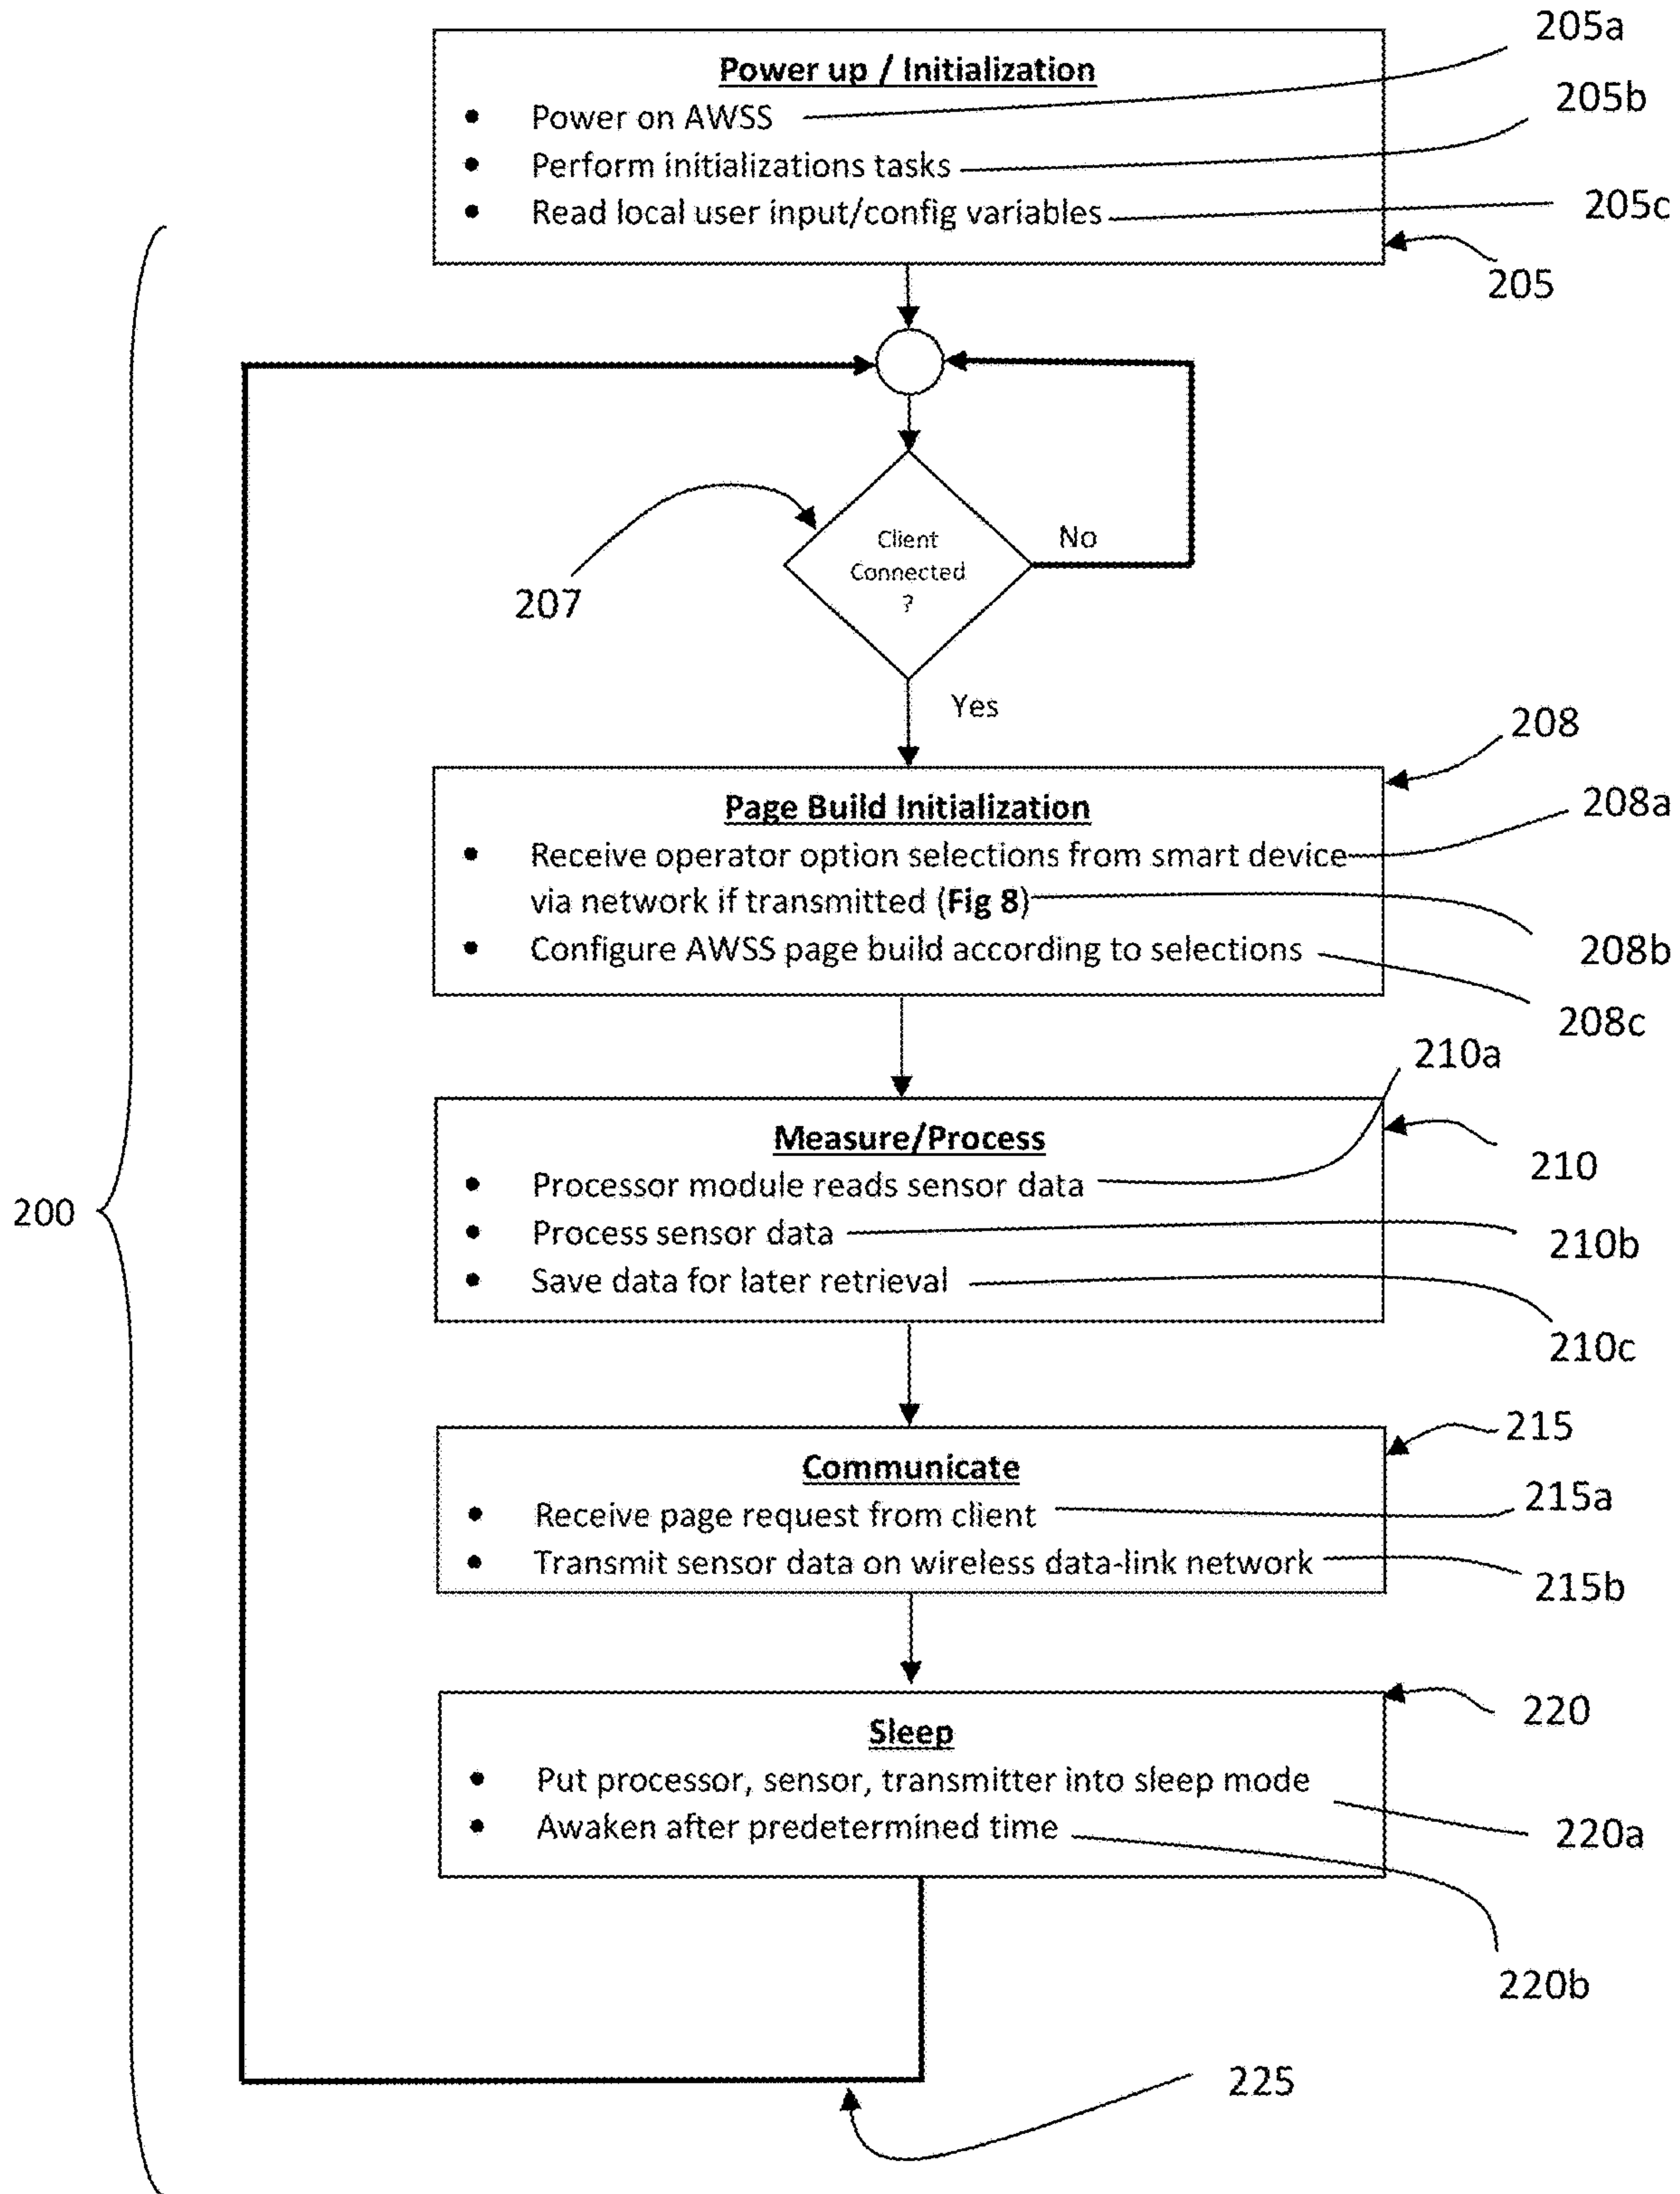 205a
Power up / Initialization
205b
• Power on AWSS
• Perform initializations tasks
• Read local user input/config variables
205c
205
Client
Connected
?
No
207
Yes
208
Page Build Initialization
208a
• Receive operator option selections from smart device
via network if transmitted (Fig 8)
• Configure AWSS page build according to selections
208b
208c
210a
Measure/Process
210
• Processor module reads sensor data
200
• Process sensor data
210b
• Save data for later retrieval
210c
215
Communicate
215a
• Receive page request from client
• Transmit sensor data on wireless data-link network
215b
220
Sleep
• Put processor, sensor, transmitter into sleep mode
• Awaken after predetermined time
220a
220b
225